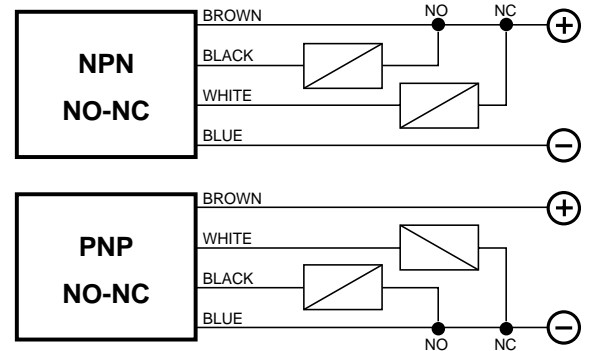 BROWN
NO
NC
+
BLACK
NPN
WHITE
NO-NC
BLUE
−
BROWN
+
WHITE
PNP
BLACK
NO-NC
BLUE
−
NO
NC